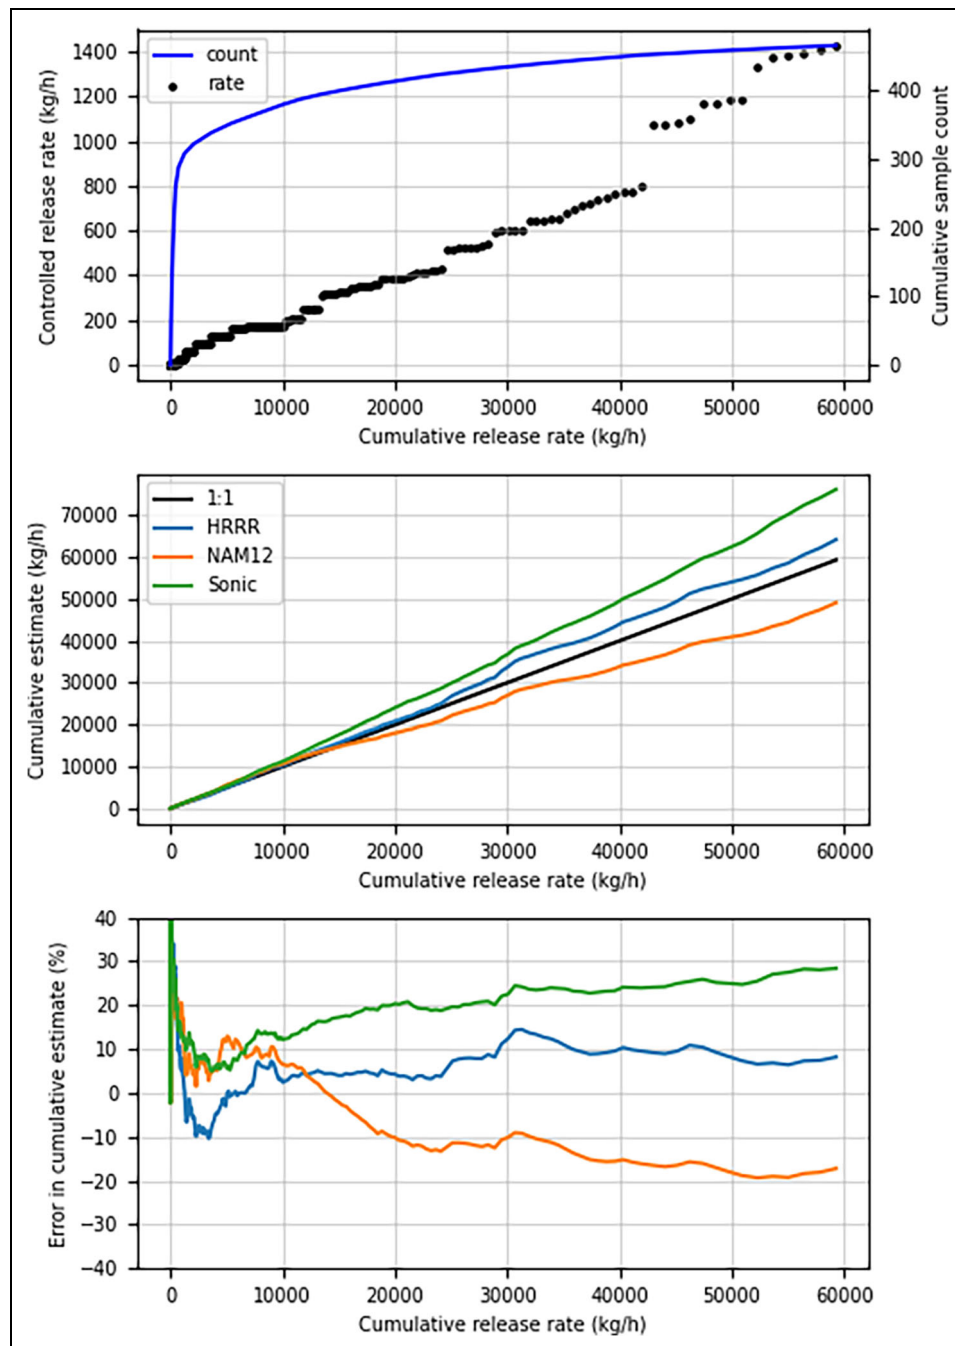 1400
1200
1000
800
600
400
200
0
Controlled release rate (kg/h)
count
rate
400
300
200
100
0
Cumulative sample count
0 10000 20000 30000 40000 50000 60000
Cumulative release rate (kg/h)
70000
60000
50000
40000
30000
20000
10000
0
Cumulative estimate (kg/h)
1:1
HRRR
NAM12
Sonic
0 10000 20000 30000 40000 50000 60000
Cumulative release rate (kg/h)
40
30
20
10
0
−10
−20
−30
−40
Error in cumulative estimate (%)
0 10000 20000 30000 40000 50000 60000
Cumulative release rate (kg/h)